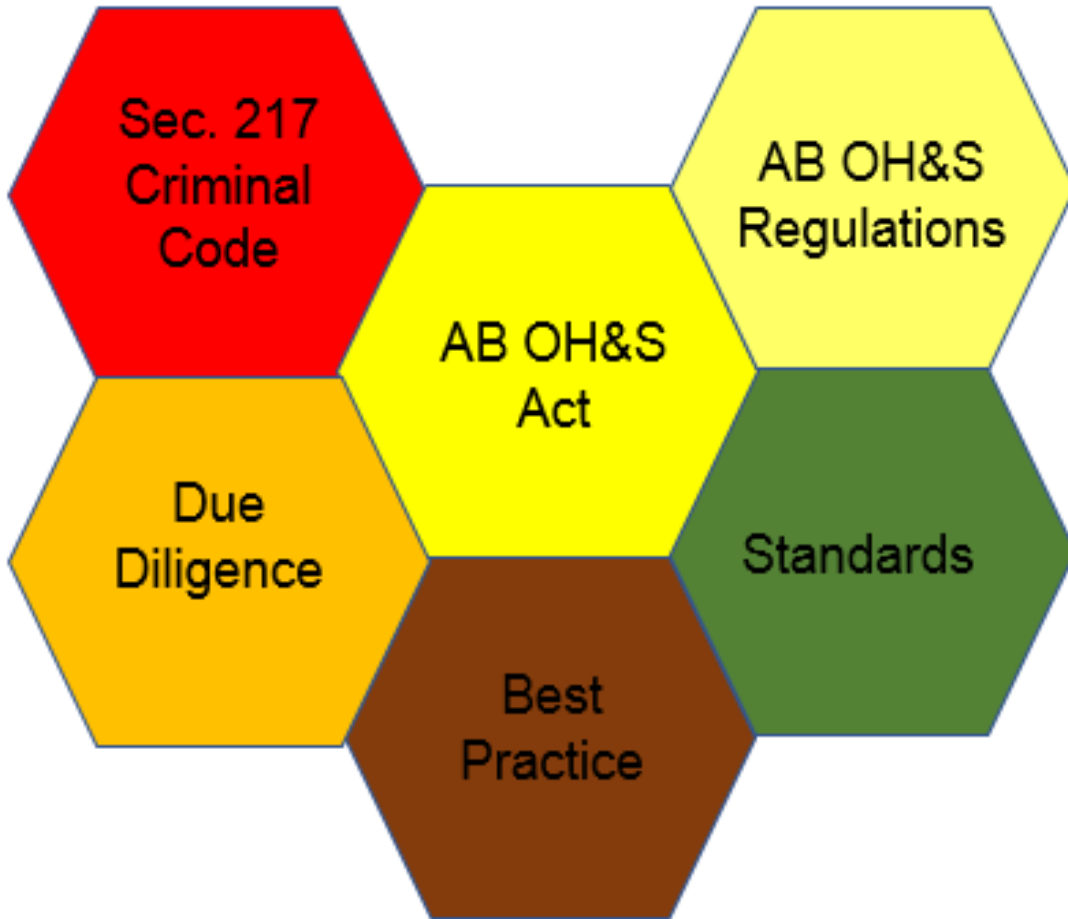 Sec. 217
Criminal
Code
AB OH&S
Regulations
AB OH&S
Act
Due
Diligence
Standards
Best
Practice